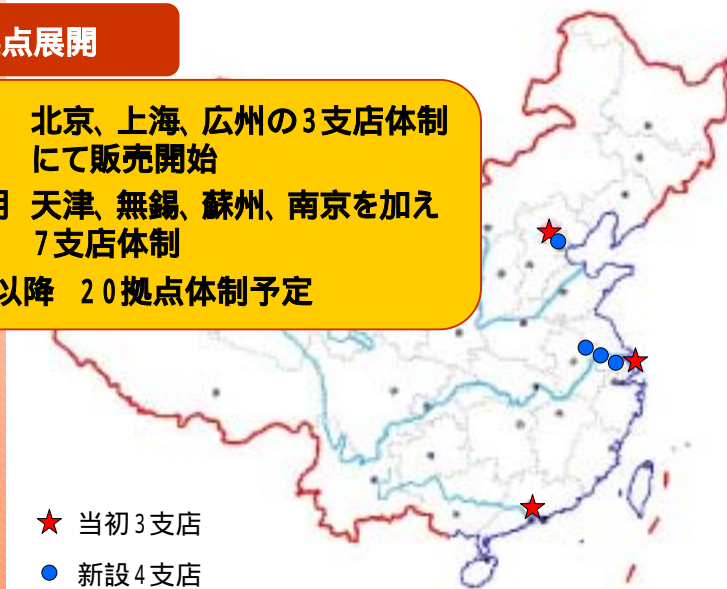 点展開
北京、上海、広州の3支店体制
にて販売開始
月 天津、無錫、蘇州、南京を加え
7支店体制
以降 20拠点体制予定
当初3支店
新設4支店